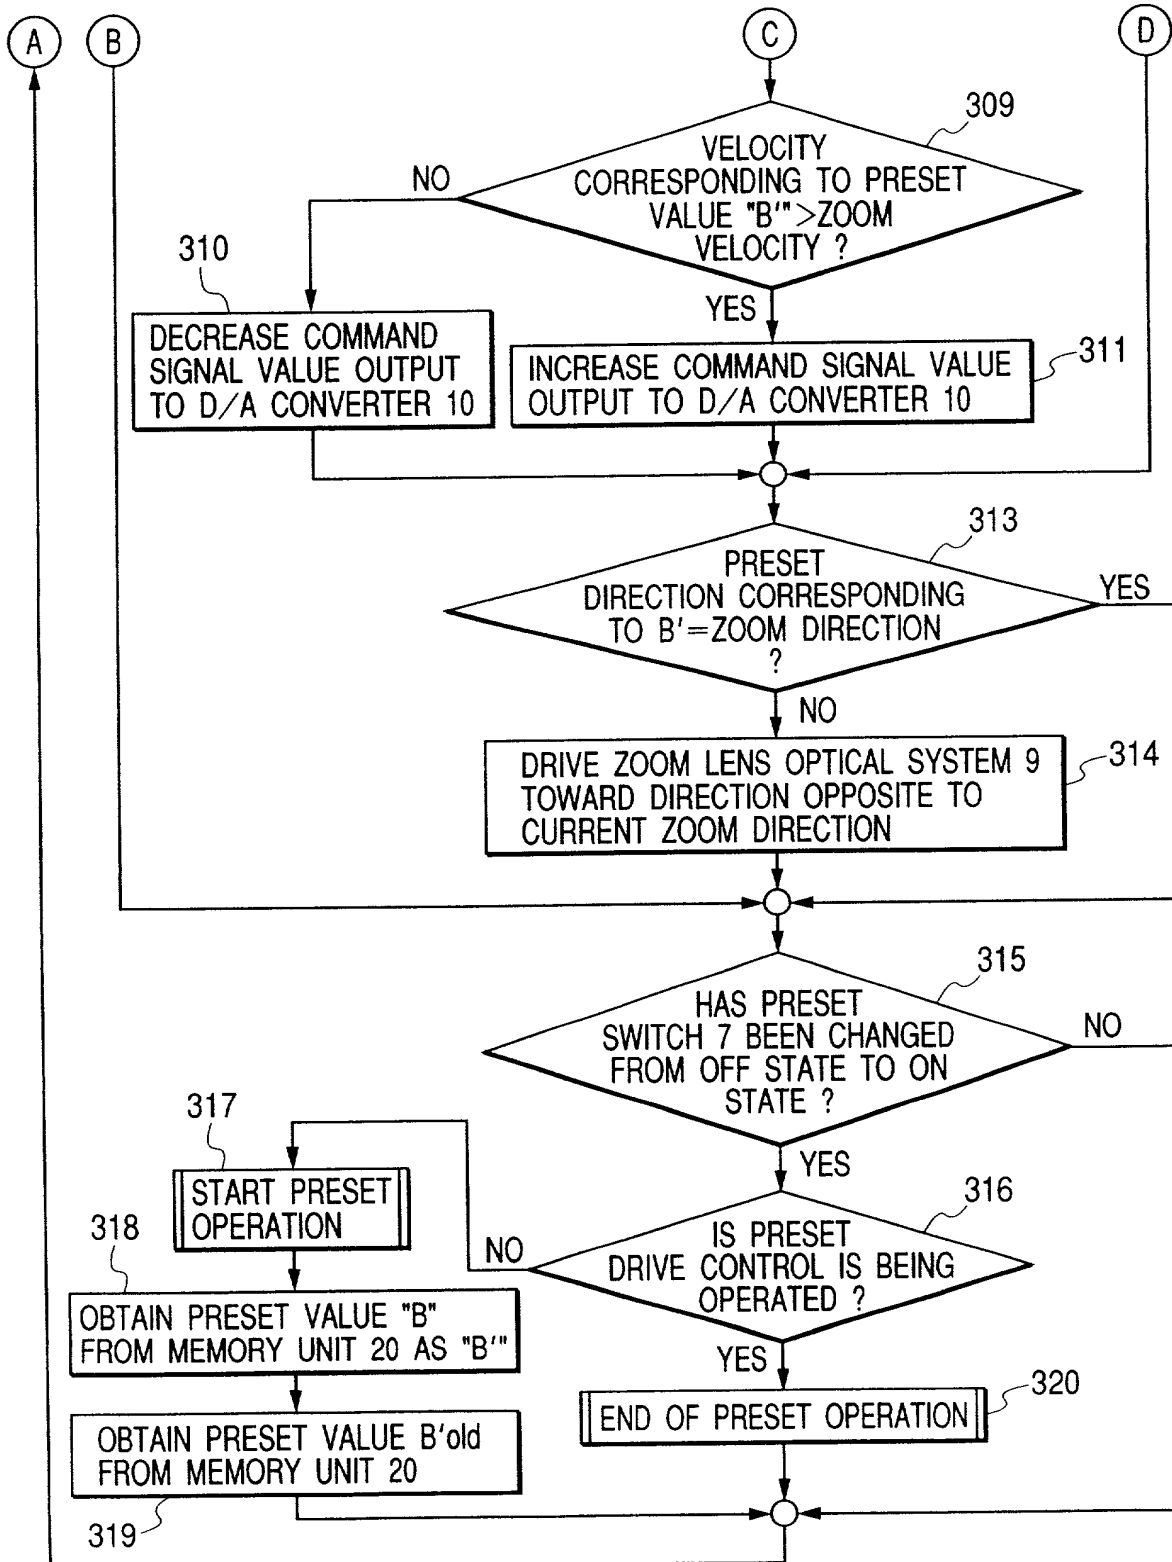 A
B
C
D
309
VELOCITY
CORRESPONDING TO PRESET
VALUE "B'">ZOOM
VELOCITY ?
NO
YES
310
DECREASE COMMAND
SIGNAL VALUE OUTPUT
TO D/A CONVERTER 10
INCREASE COMMAND SIGNAL VALUE
OUTPUT TO D/A CONVERTER 10
311
313
PRESET
DIRECTION CORRESPONDING
TO B'=ZOOM DIRECTION
?
YES
NO
DRIVE ZOOM LENS OPTICAL SYSTEM 9
TOWARD DIRECTION OPPOSITE TO
CURRENT ZOOM DIRECTION
314
315
HAS PRESET
SWITCH 7 BEEN CHANGED
FROM OFF STATE TO ON
STATE ?
NO
YES
316
IS PRESET
DRIVE CONTROL IS BEING
OPERATED ?
NO
YES
317
START PRESET
OPERATION
318
OBTAIN PRESET VALUE "B"
FROM MEMORY UNIT 20 AS "B'"
OBTAIN PRESET VALUE B'old
FROM MEMORY UNIT 20
319
END OF PRESET OPERATION
320